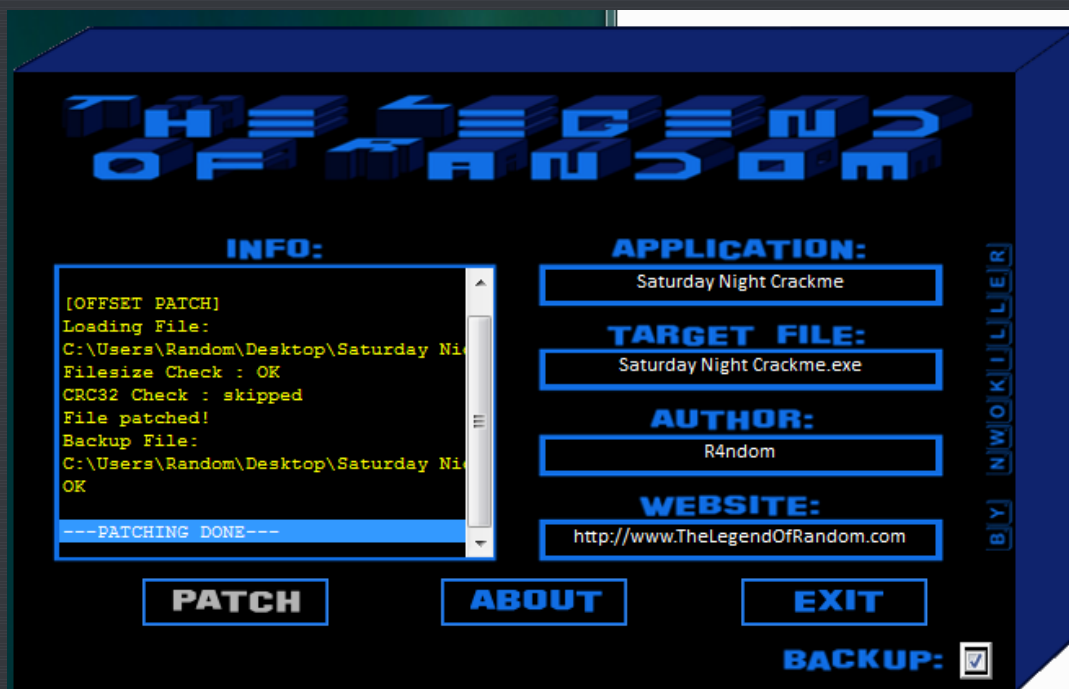 THE LEGEND
OF RANDOM
INFO:
[OFFSET PATCH]
Loading File:
C:\Users\Random\Desktop\Saturday Ni
Filesize Check : OK
CRC32 Check : skipped
File patched!
Backup File:
C:\Users\Random\Desktop\Saturday Ni
OK
---PATCHING DONE---
APPLICATION:
Saturday Night Crackme
TARGET FILE:
Saturday Night Crackme.exe
AUTHOR:
R4ndom
WEBSITE:
http://www.TheLegendOfRandom.com
BY NWOKILLER
PATCH
ABOUT
EXIT
BACKUP: